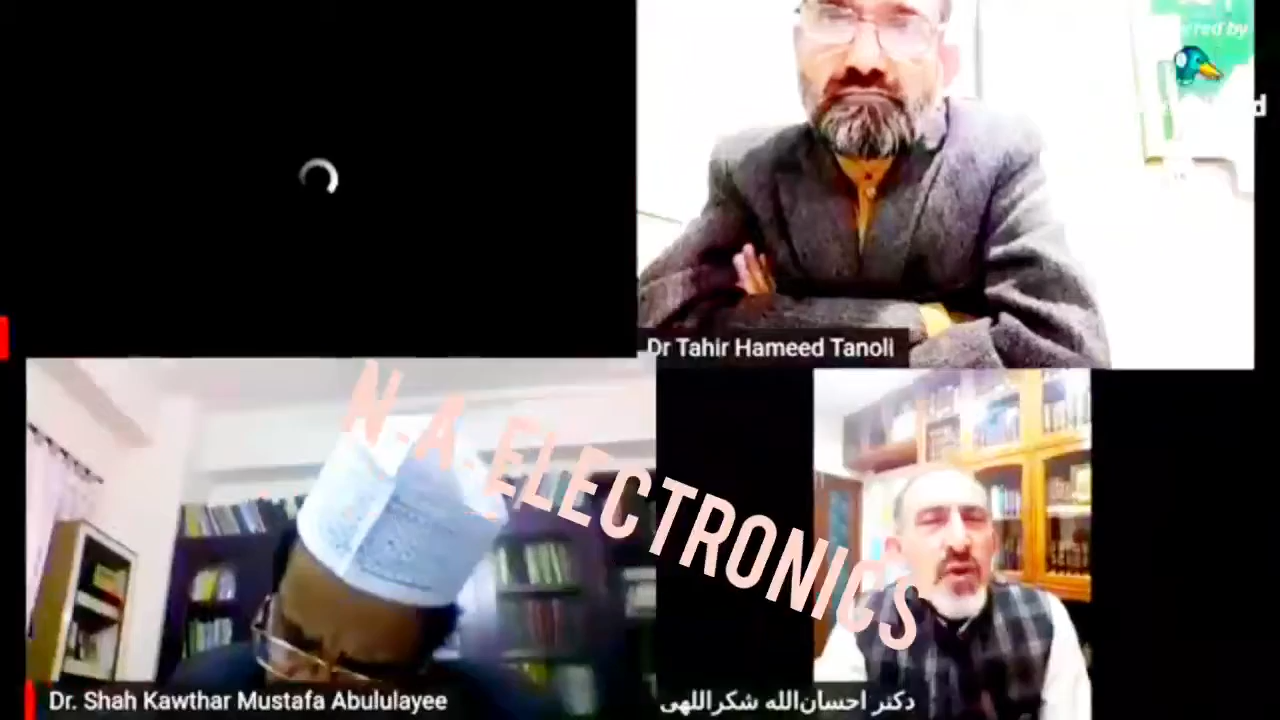 Dr Tahir Hameed Tanoli
N.A. ELECTRONICS
Dr. Shah Kawthar Mustafa Abululayee
دکتر احسان‌الله شکراللهی